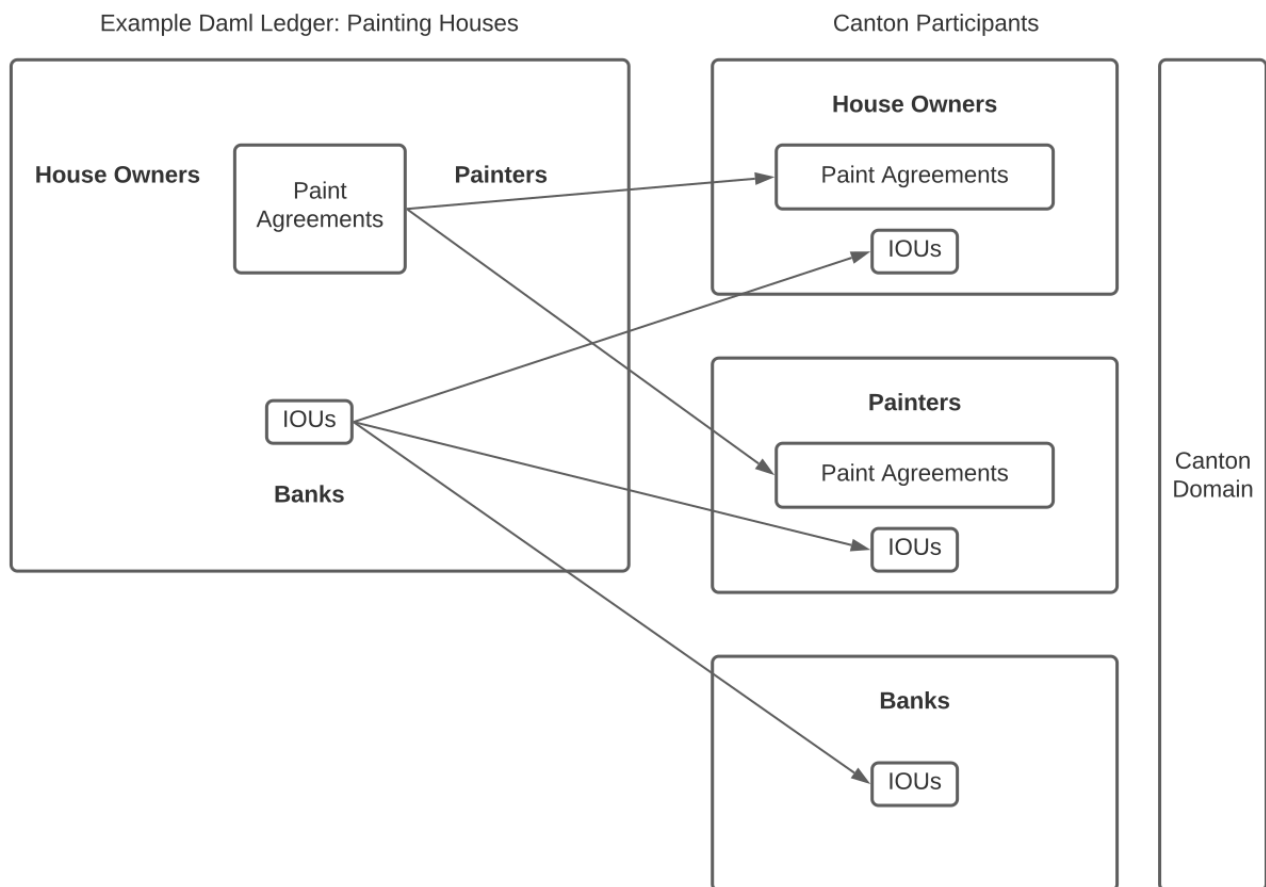 Example Daml Ledger: Painting Houses
House Owners
Paint
Agreements
Painters
IOUs
Banks
Canton Participants
House Owners
Paint Agreements
IOUs
Painters
Paint Agreements
IOUs
Banks
IOUs
Canton
Domain